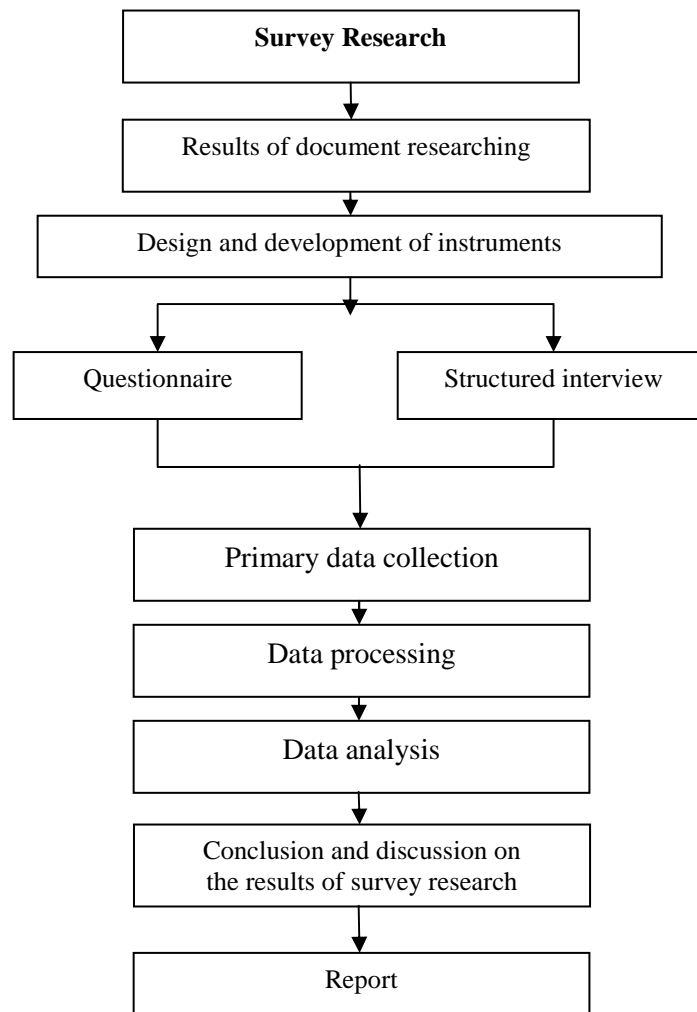 Survey Research
Results of document researching
Design and development of instruments
Questionnaire
Structured interview
Primary data collection
Data processing
Data analysis
Conclusion and discussion on
the results of survey research
Report